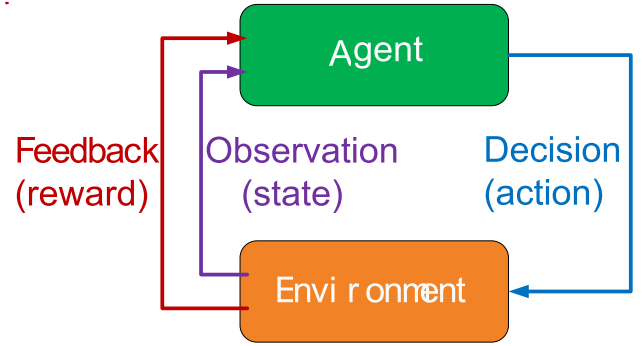 Agent
Feedback
(reward)
Observation
(state)
Decision
(action)
Environment